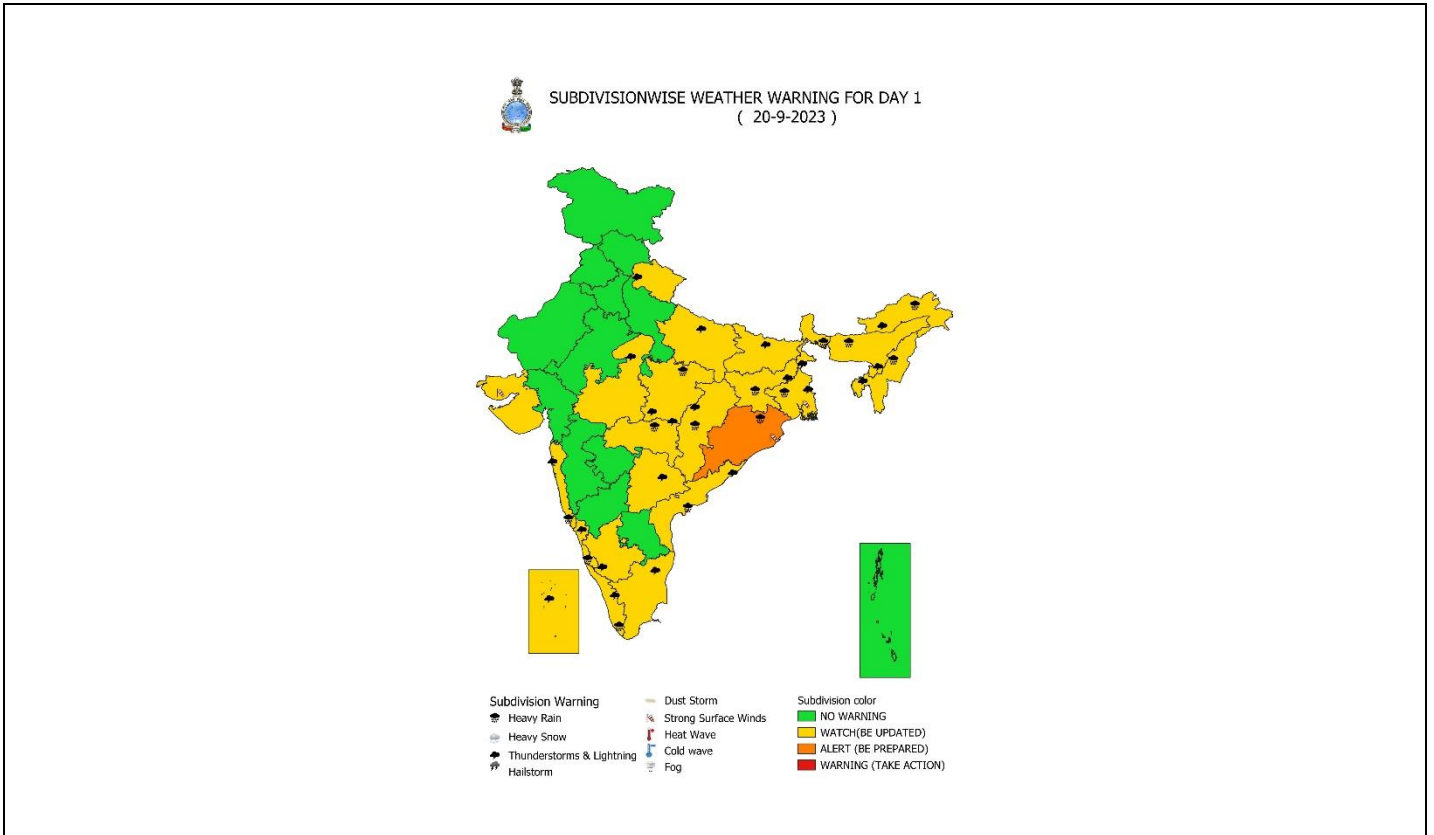 SUBDIVISIONWISE WEATHER WARNING FOR DAY 1
( 20-9-2023 )
Subdivision Warning
Heavy Rain
Heavy Snow
Thunderstorms & Lightning
Hailstorm
Dust Storm
Strong Surface Winds
Heat Wave
Cold wave
Fog
Subdivision color
NO WARNING
WATCH(BE UPDATED)
ALERT (BE PREPARED)
WARNING (TAKE ACTION)